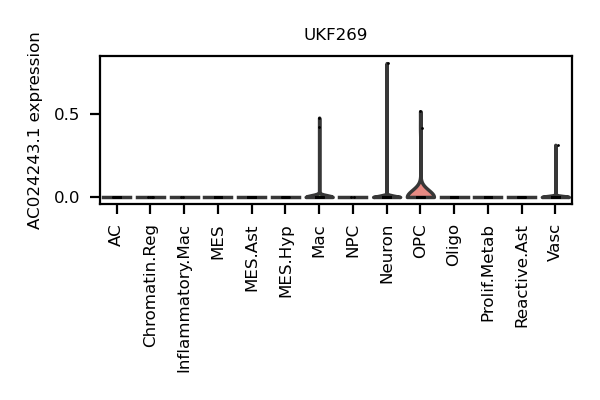 UKF269
AC024243.1 expression
0.5
0.0
AC
Chromatin.Reg
Inflammatory.Mac
MES
MES.Ast
MES.Hyp
Mac
NPC
Neuron
OPC
Oligo
Prolif.Metab
Reactive.Ast
Vasc